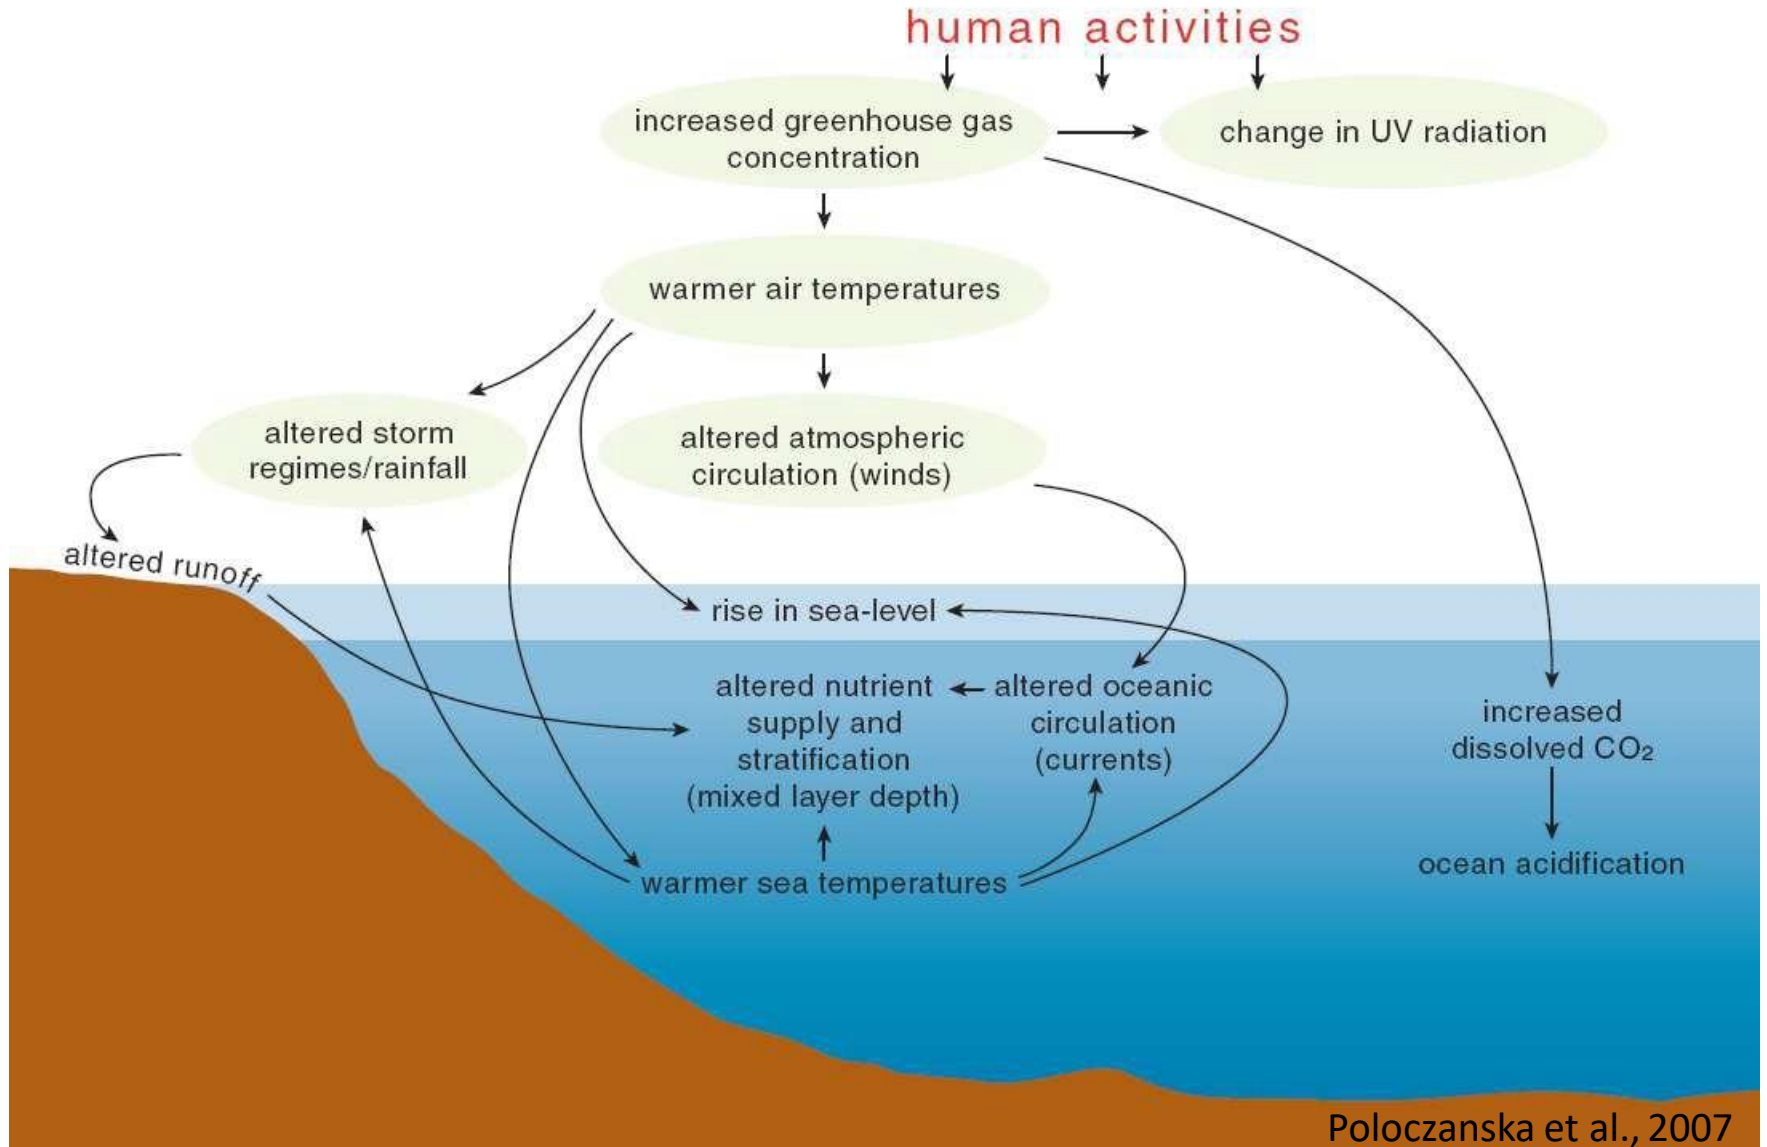 human activities
increased greenhouse gas
concentration
change in UV radiation
warmer air temperatures
altered storm
regimes/rainfall
altered atmospheric
circulation (winds)
altered runoff
rise in sea-level
altered nutrient
supply and
stratification
(mixed layer depth)
altered oceanic
circulation
(currents)
increased
dissolved CO₂
warmer sea temperatures
ocean acidification
Poloczanska et al., 2007